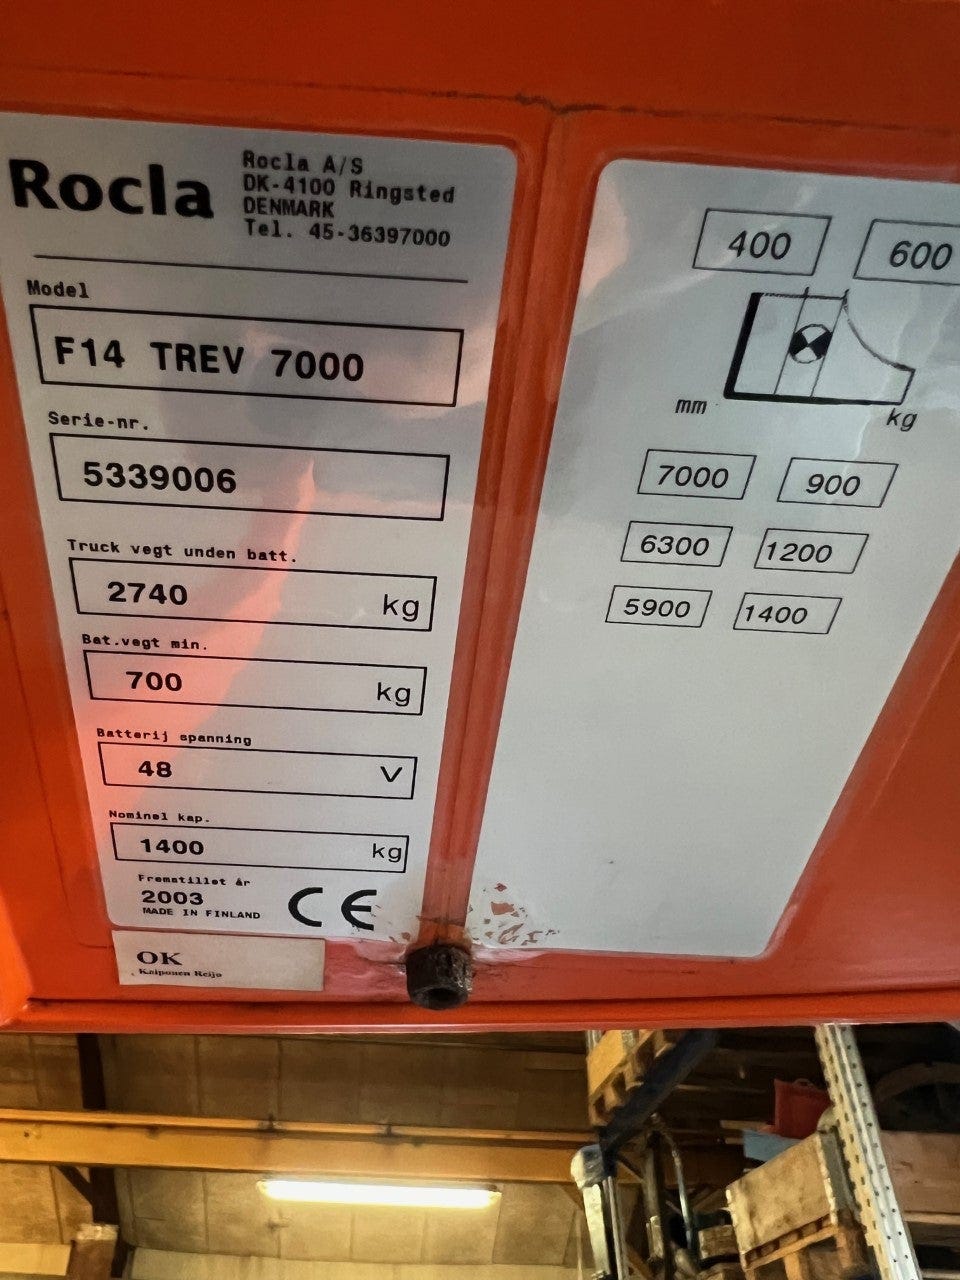 Rocla
Rocla A/S
DK-4100 Ringsted
DENMARK
Tel. 45-36397000
Model
F14 TREV 7000
Serie-nr.
5339006
Truck vegt unden batt.
2740 kg
Bat.vegt min.
700 kg
Batterij spanning
48 V
Nominel kap.
1400 kg
Fremstillet år
2003
MADE IN FINLAND
CE
OK
Kaiponen Reijo
400 600
mm kg
7000 900
6300 1200
5900 1400